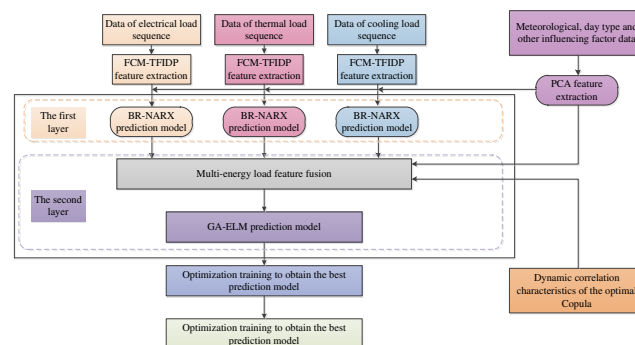 Data of electrical load
sequence
Data of thermal load
sequence
Data of cooling load
sequence
Meteorological, day type and
other influencing factor data
FCM-TFIDP
feature extraction
FCM-TFIDP
feature extraction
FCM-TFIDP
feature extraction
PCA feature
extraction
The first
layer
BR-NARX
prediction model
BR-NARX
prediction model
BR-NARX
prediction model
Multi-energy load feature fusion
The second
layer
GA-ELM prediction model
Optimization training to obtain the best
prediction model
Dynamic correlation
characteristics of the optimal
Copula
Optimization training to obtain the best
prediction model